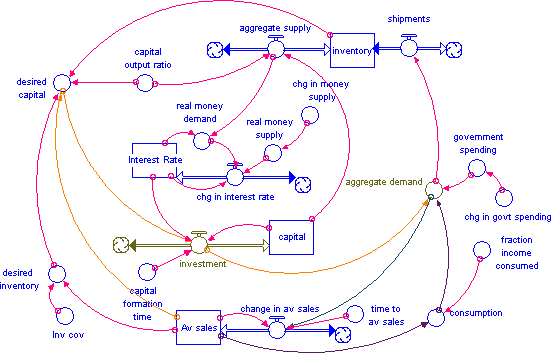 aggregate supply
shipments
inventory
capital
output ratio
desired
capital
chg in money
supply
real money
demand
real money
supply
Interest Rate
government
spending
chg in interest rate
aggregate demand
chg in govt spending
capital
investment
fraction
income
consumed
desired
inventory
capital
formation
time
change in av sales
time to
av sales
consumption
Av sales
Inv cov